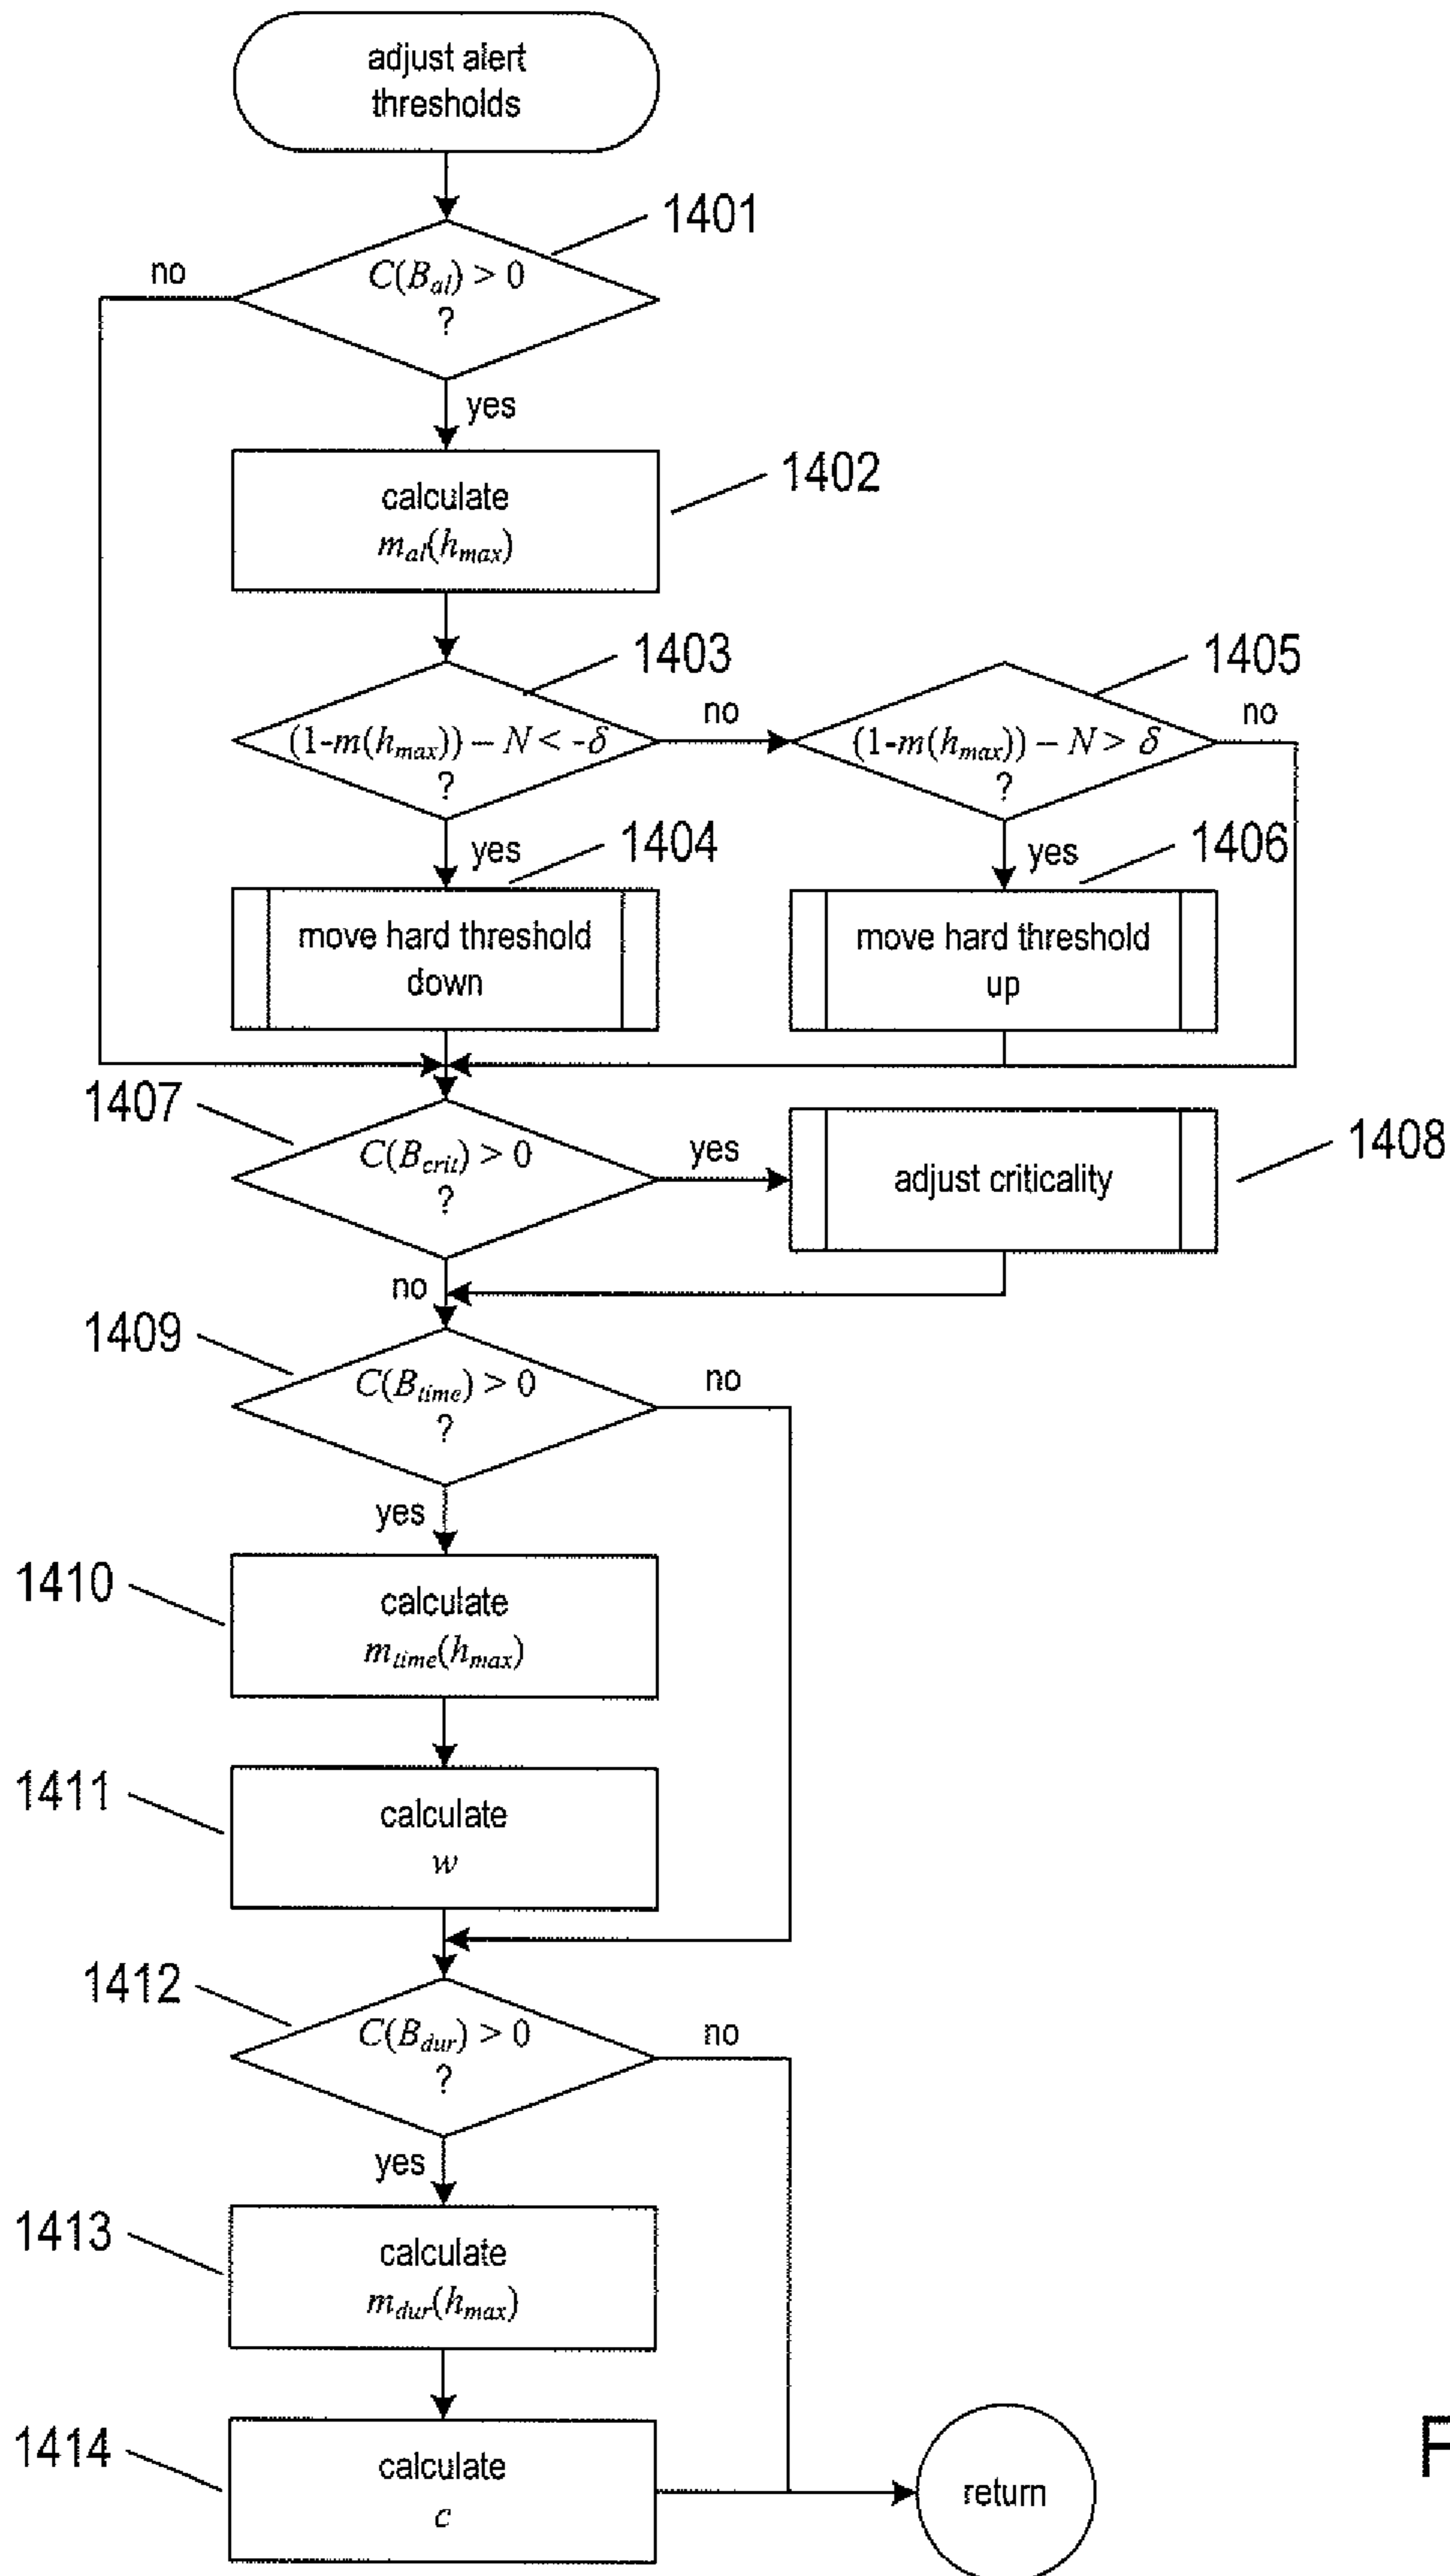 adjust alert
thresholds
1401
no
C(B_al) > 0
?
yes
1402
calculate
m_al(h_max)
1403
1405
(1-m(h_max)) – N < -δ
?
no
(1-m(h_max)) – N > δ
?
no
yes
1404
yes
1406
move hard threshold
down
move hard threshold
up
1407
C(B_crit) > 0
?
yes
adjust criticality
1408
no
1409
C(B_time) > 0
?
no
yes
1410
calculate
m_time(h_max)
1411
calculate
w
1412
C(B_dur) > 0
?
no
yes
1413
calculate
m_dur(h_max)
1414
calculate
c
return
F